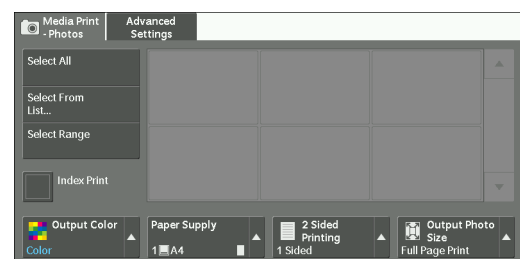 Media Print
- Photos
Advanced
Settings
Select All
Select From
List...
Select Range
Index Print
Output Color
Color
Paper Supply
1 A4
2 Sided
Printing
1 Sided
Output Photo
Size
Full Page Print